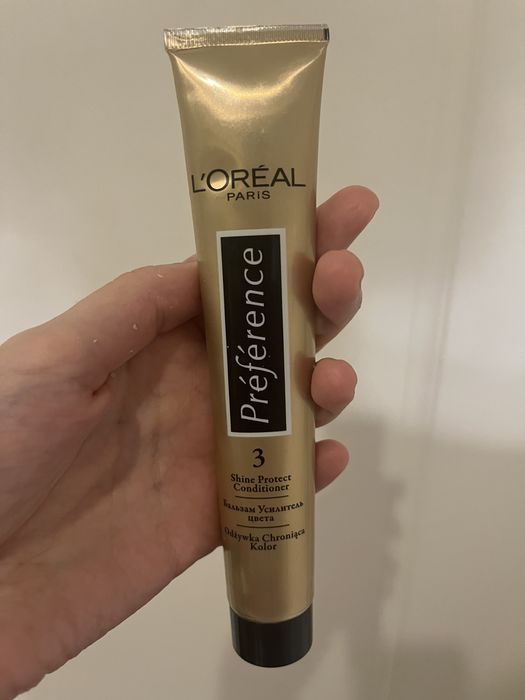 L'ORÉAL
PARIS
Préférence
3
Shine Protect
Conditioner
Бальзам Усилитель
цвета
Odżywka Chroniąca
Kolor